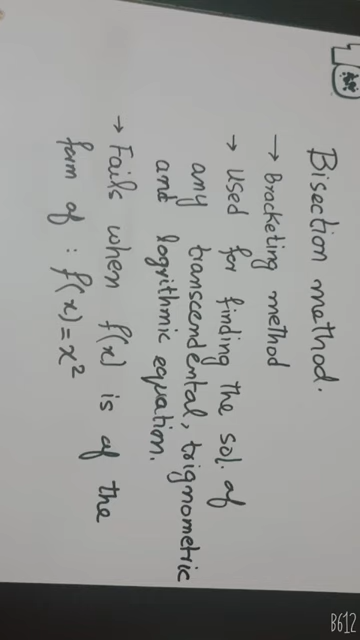 Bisection method.
→ Bracketing method
→ Used for finding the sol. of
any transcendental, trignometric
and logrithmic equation.
→ Fails when f(x) is of the
form of : f(x) = x²
B612